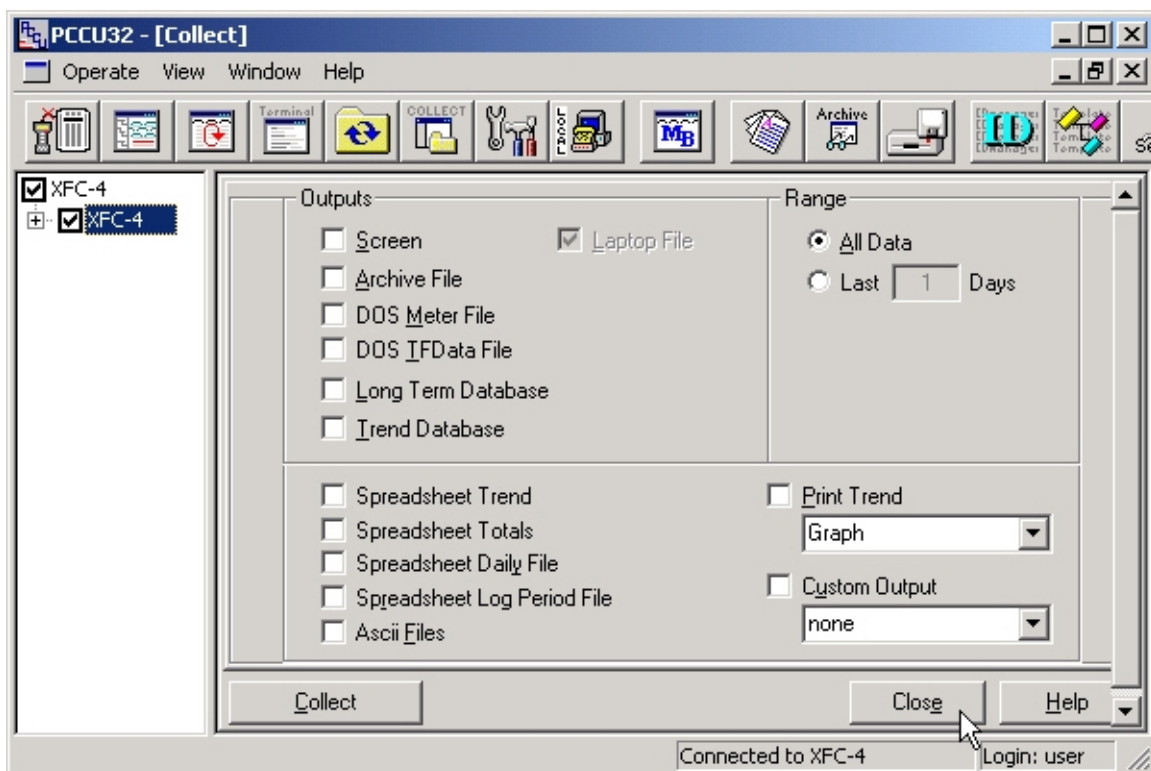 PCCU32 - [Collect]
Operate View Window Help
Terminal
COLLECT
LOCAL
MB
Archive
ID
XFC-4
XFC-4
Outputs
Screen
Laptop File
Archive File
DOS Meter File
DOS TFData File
Long Term Database
Trend Database
Range
All Data
Last 1 Days
Spreadsheet Trend
Spreadsheet Totals
Spreadsheet Daily File
Spreadsheet Log Period File
Ascii Files
Print Trend
Graph
Custom Output
none
Collect
Close
Help
Connected to XFC-4
Login: user